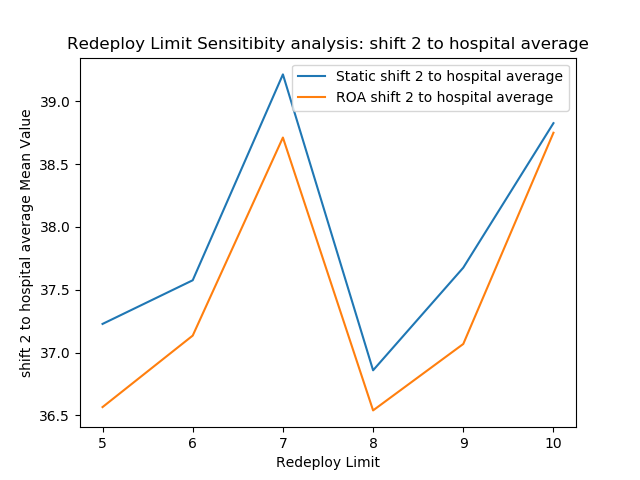 Redeploy Limit Sensitibity analysis: shift 2 to hospital average
Static shift 2 to hospital average
ROA shift 2 to hospital average
shift 2 to hospital average Mean Value
39.0
38.5
38.0
37.5
37.0
36.5
5 6 7 8 9 10
Redeploy Limit